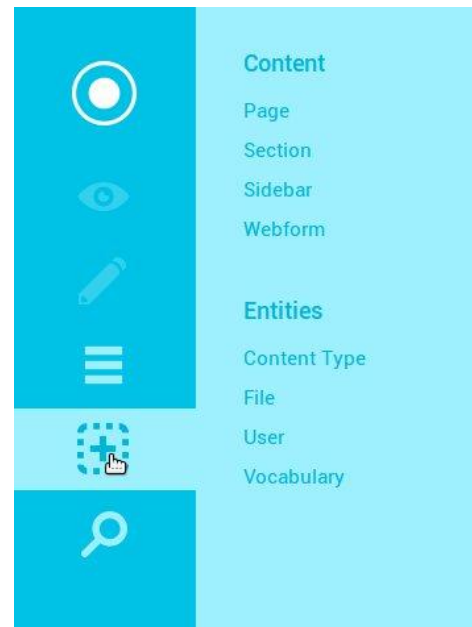 Content
Page
Section
Sidebar
Webform
Entities
Content Type
File
User
Vocabulary